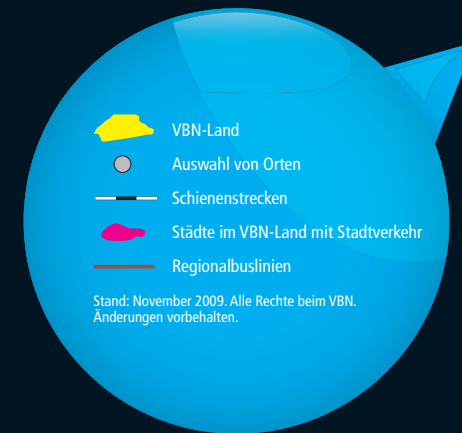 VBN-Land
Auswahl von Orten
Schienenstrecken
Städte im VBN-Land mit Stadtverkehr
Regionalbuslinien
Stand: November 2009. Alle Rechte beim VBN.
Änderungen vorbehalten.